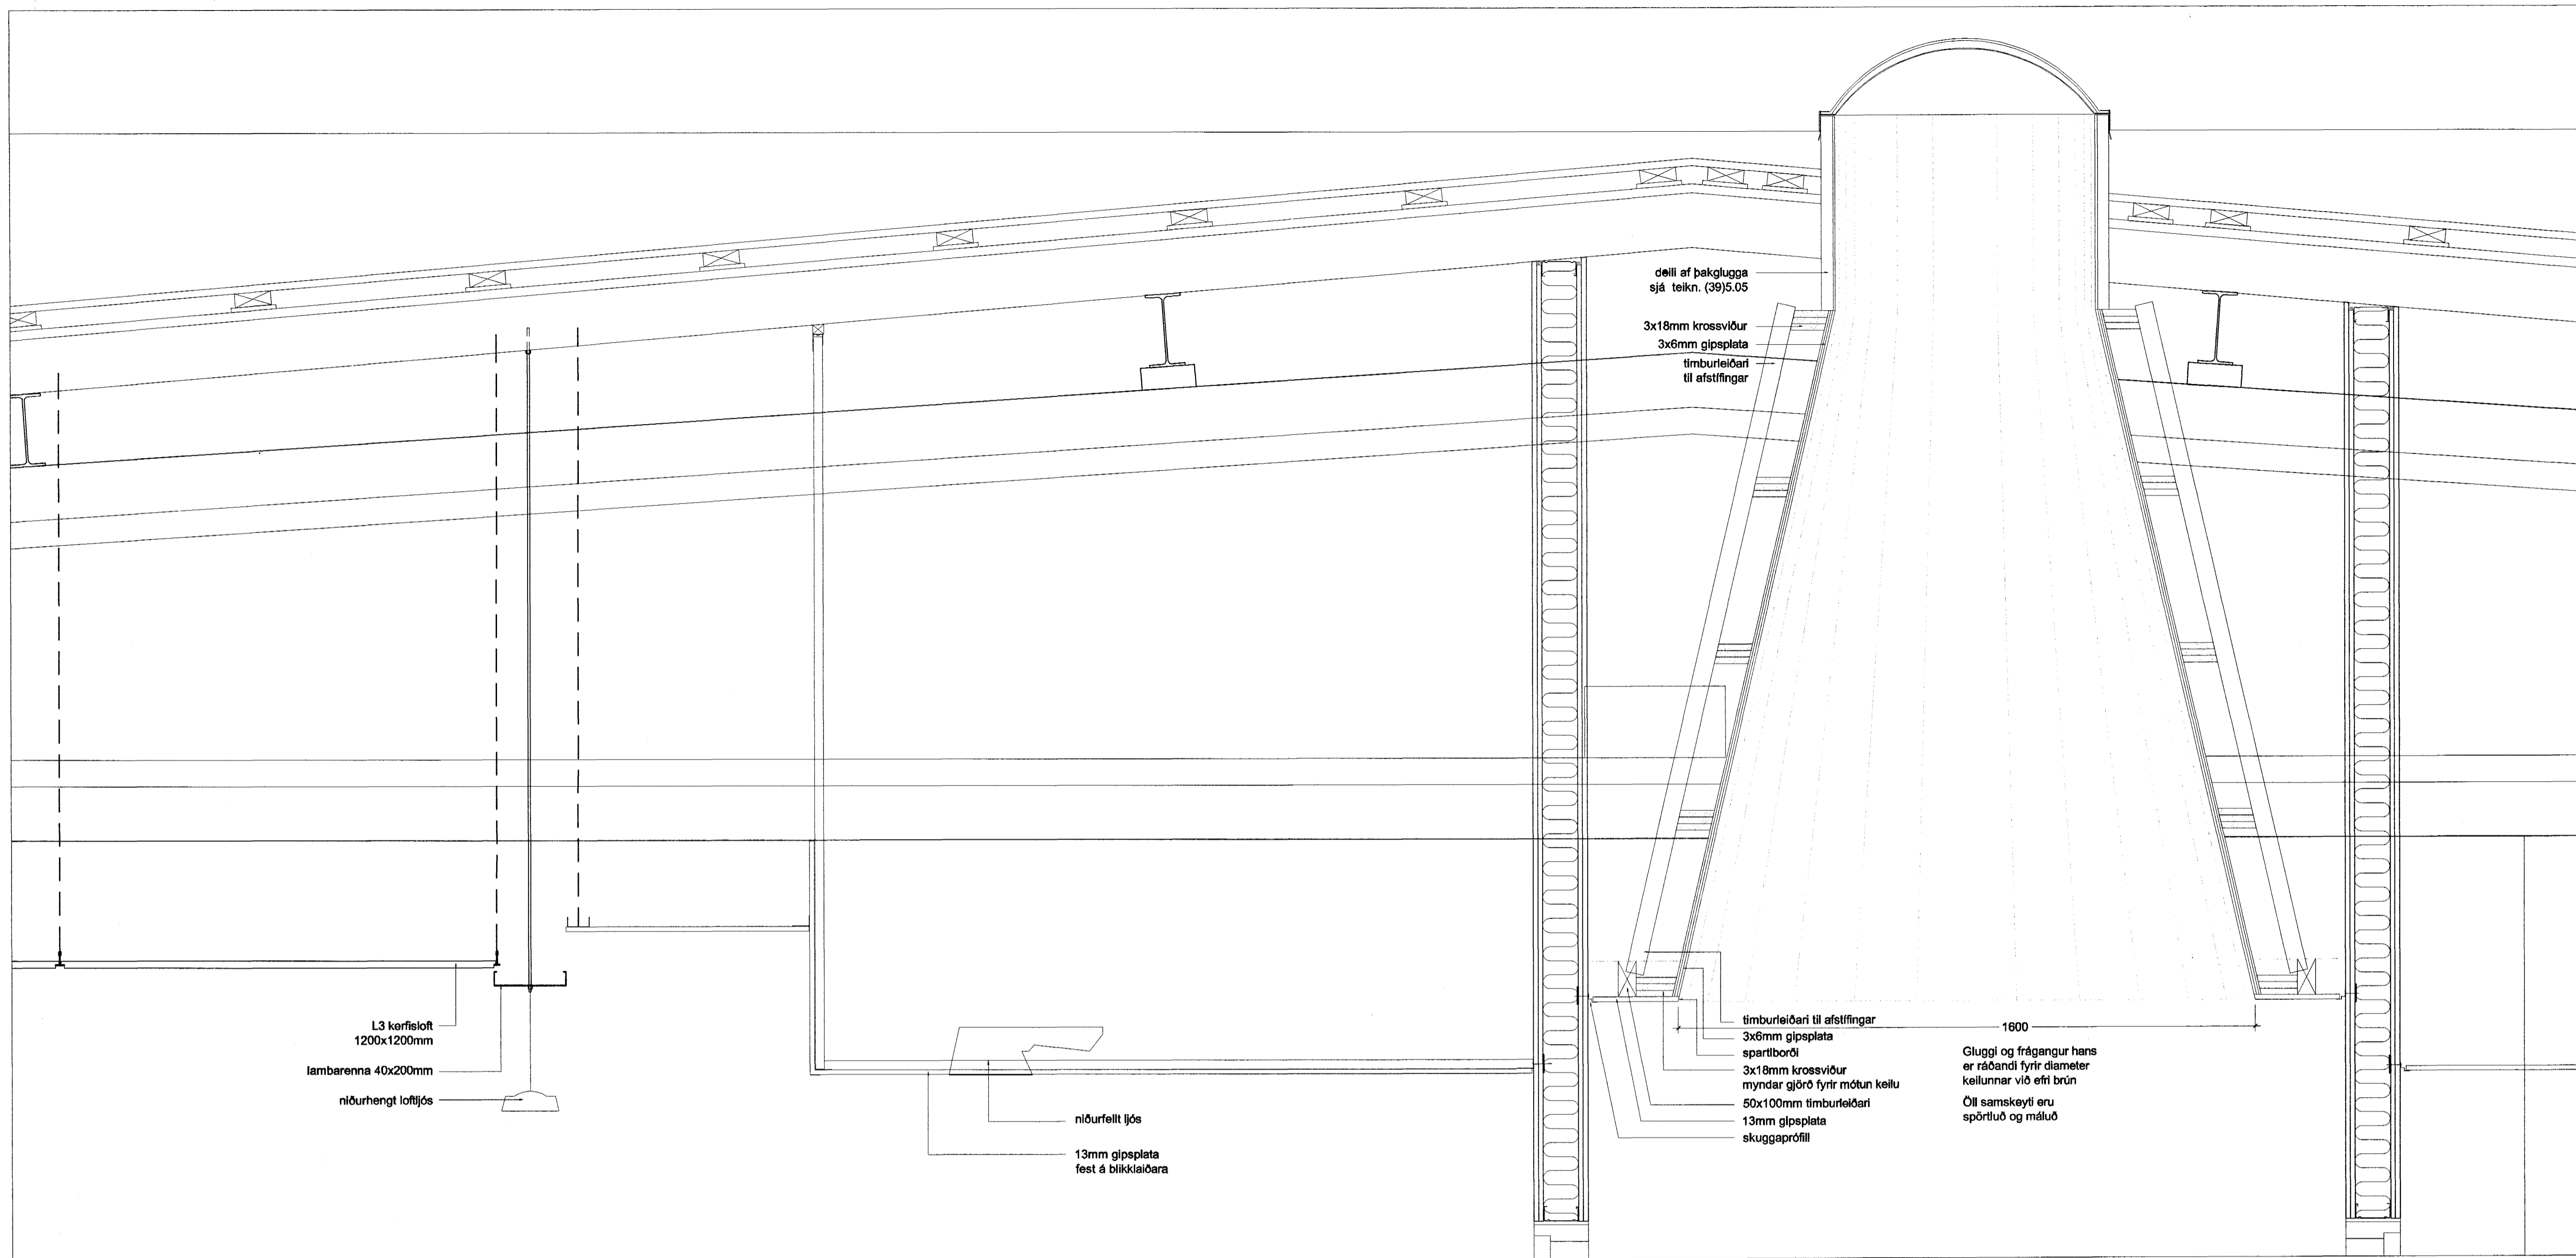 deili af þakglugga
sjá teikn. (39)5.05
3x18mm krossviður
3x6mm gipsplata
timburleiðari
til afstífingar
L3 kerfisloft
1200x1200mm
lambarenna 40x200mm
niðurhengt loftljós
niðurfellt ljós
13mm gipsplata
fest á blikklaiðara
timburleiðari til afstífingar
3x6mm gipsplata
spartlborði
3x18mm krossviður
myndar gjörð fyrir mótun keilu
50x100mm timburleiðari
13mm gipsplata
skuggaprófíll
1600
Gluggi og frágangur hans
er ráðandi fyrir diameter
keilunnar við efri brún
Öll samskeyti eru
spörtluð og máluð